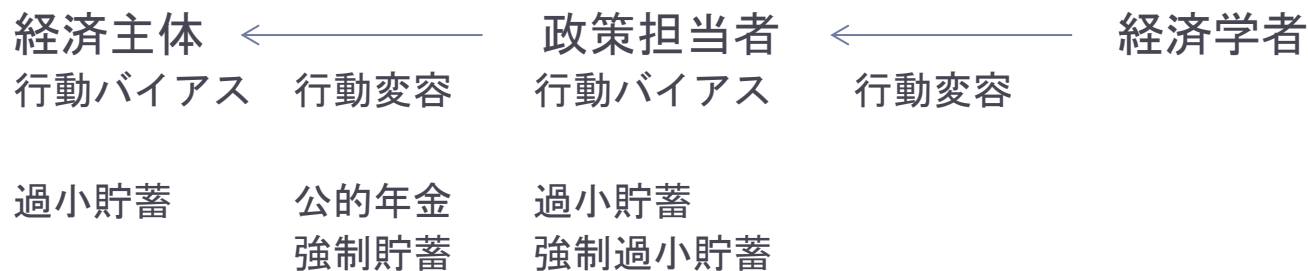 経済主体 政策担当者 経済学者
行動バイアス 行動変容 行動バイアス 行動変容
過小貯蓄 公的年金 過小貯蓄
強制貯蓄 強制過小貯蓄